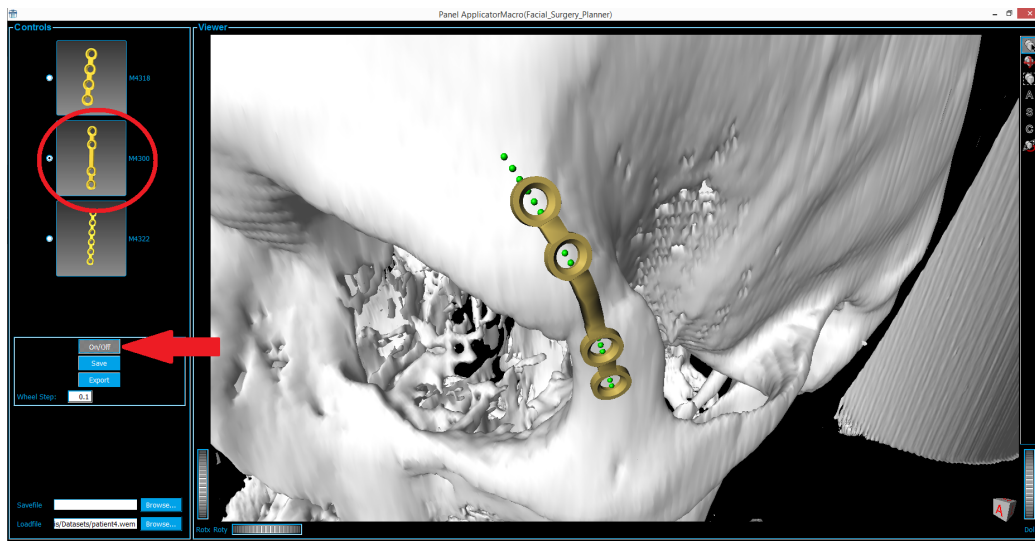 Panel ApplicatorMacro(Facial_Surgery_Planner)
Controls
Viewer
M4318
M4300
M4322
On/Off
Save
Export
Wheel Step: 0.1
Savefile Browse...
Loadfile s/Datasets/patient4.wem Browse...
Rotx Roty
A
S
C
A